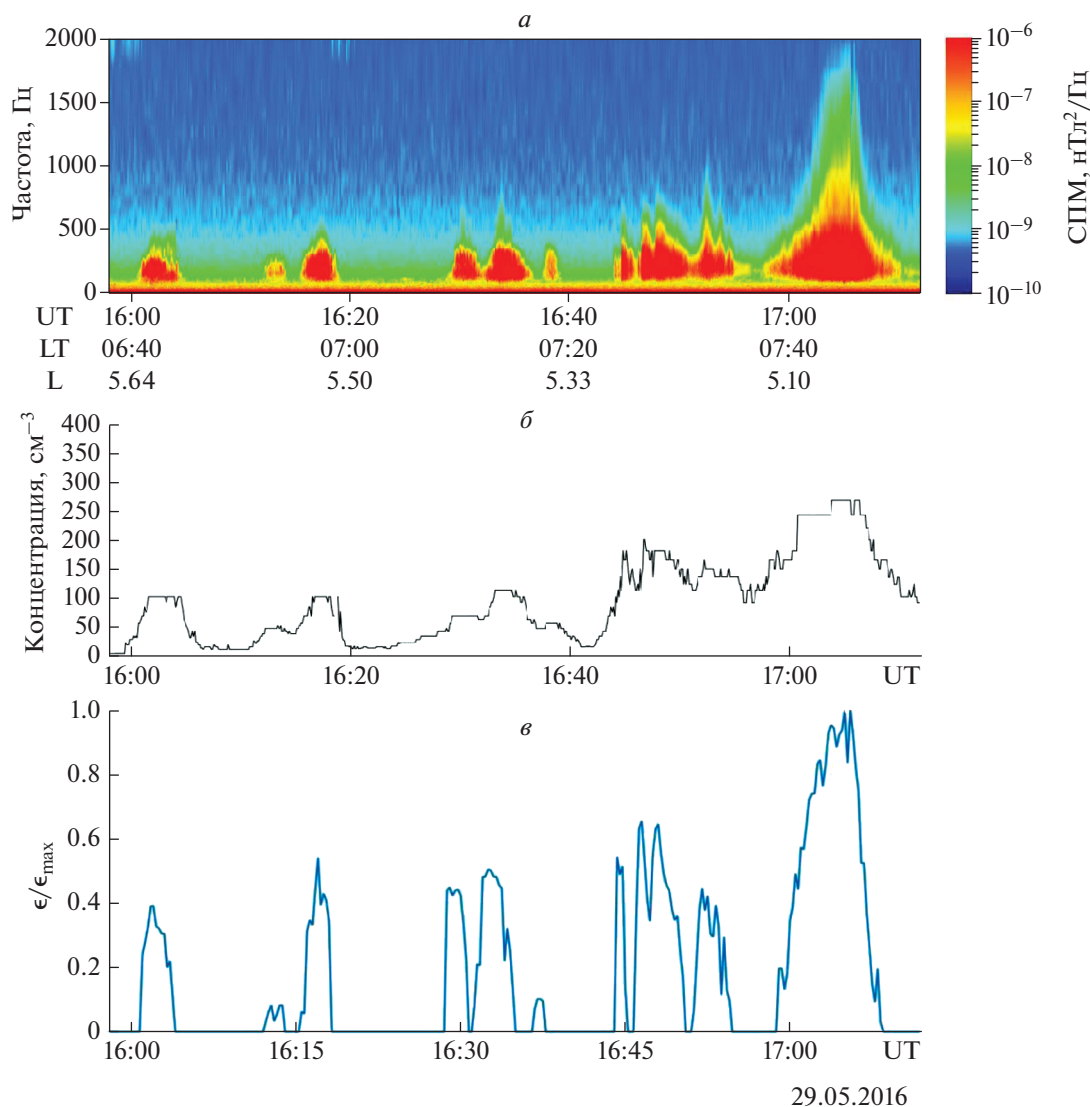 а
2000
1500
1000
500
0
Частота, Гц
10⁻⁶
10⁻⁷
10⁻⁸
10⁻⁹
10⁻¹⁰
СПМ, нТл²/Гц
UT 16:00 16:20 16:40 17:00
LT 06:40 07:00 07:20 07:40
L 5.64 5.50 5.33 5.10
б
400
350
300
250
200
150
100
50
0
Концентрация, см⁻³
16:00 16:20 16:40 17:00 UT
в
1.0
0.8
0.6
0.4
0.2
0
ϵ/ϵmax
16:00 16:15 16:30 16:45 17:00 UT
29.05.2016